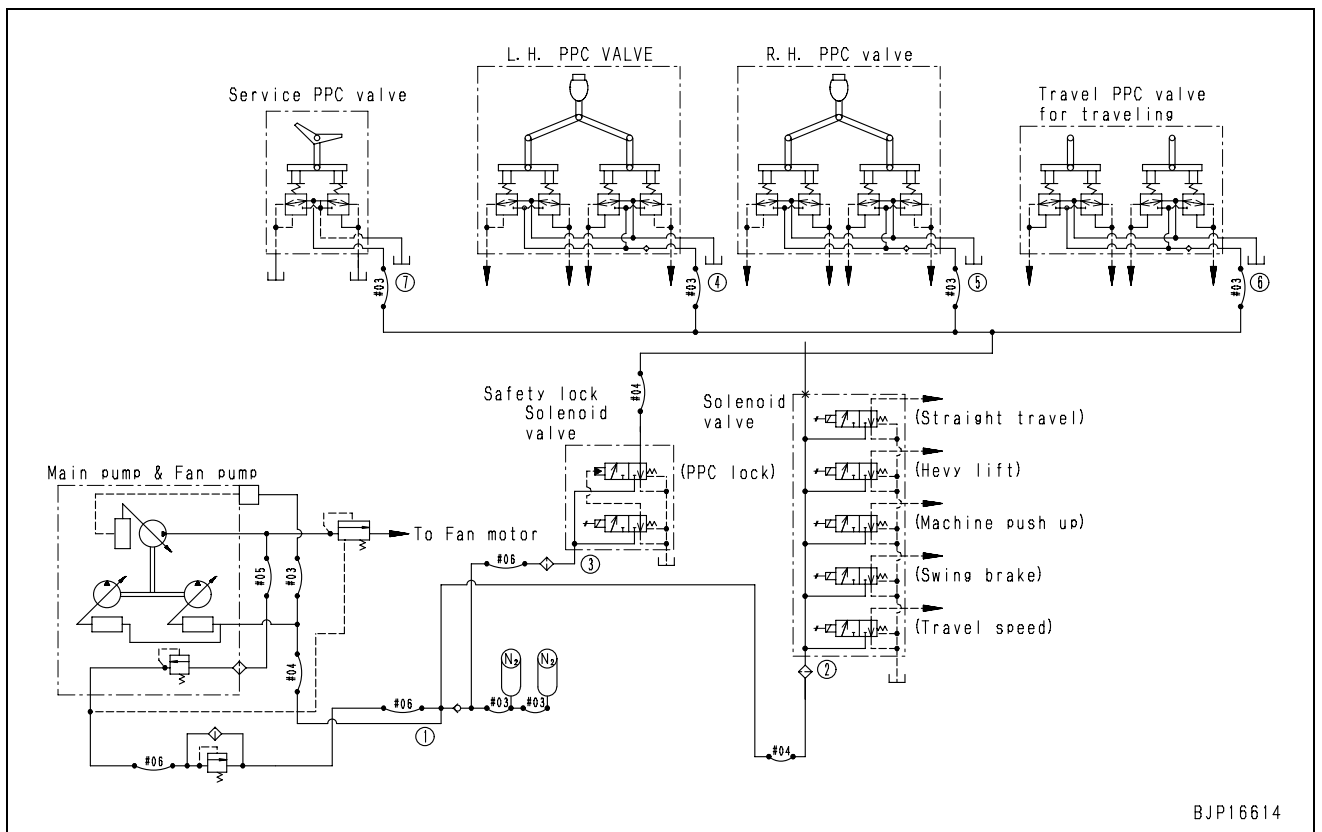 L.H. PPC VALVE
R.H. PPC valve
Service PPC valve
Travel PPC valve
for traveling
#03
⑦
#03
④
#03
⑤
#03
⑥
Safety lock
Solenoid
valve
#04
(PPC lock)
③
Solenoid
valve
(Straight travel)
(Hevy lift)
(Machine push up)
(Swing brake)
(Travel speed)
②
Main pump & Fan pump
To Fan motor
#05
#03
#06
#04
N₂
N₂
#06
#03
#03
①
#06
#04
BJP16614